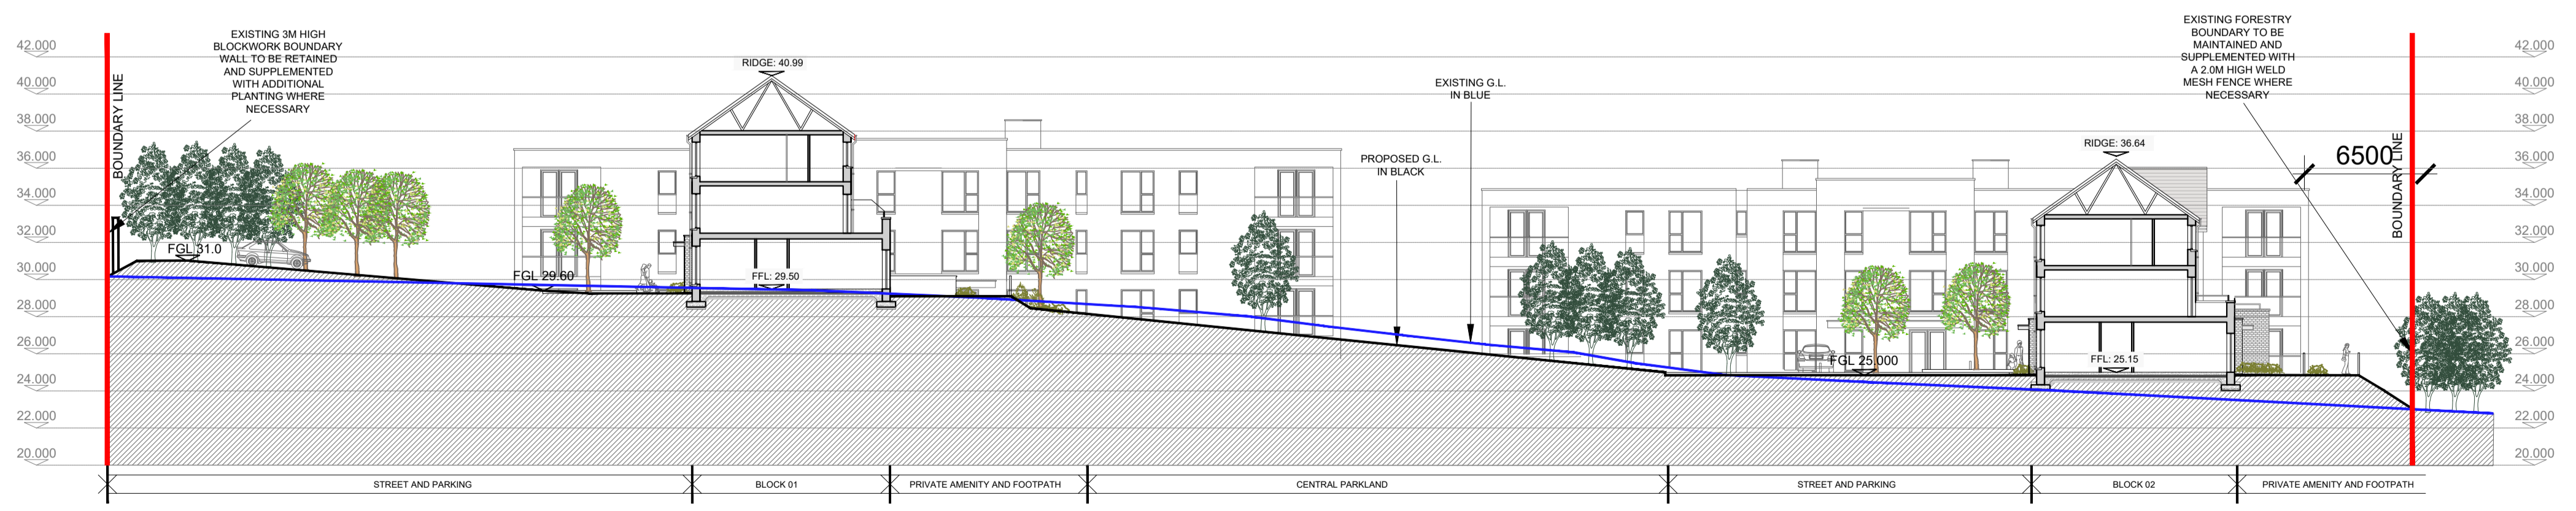 EXISTING 3M HIGH
BLOCKWORK BOUNDARY
WALL TO BE RETAINED
AND SUPPLEMENTED
WITH ADDITIONAL
PLANTING WHERE
NECESSARY
EXISTING FORESTRY
BOUNDARY TO BE
MAINTAINED AND
SUPPLEMENTED WITH
A 2.0M HIGH WELD
MESH FENCE WHERE
NECESSARY
42.000
40.000
38.000
36.000
34.000
32.000
30.000
28.000
26.000
24.000
22.000
20.000
BOUNDARY LINE
FGL 31.0
FGL 29.60
RIDGE: 40.99
FFL: 29.50
PROPOSED G.L.
IN BLACK
EXISTING G.L.
IN BLUE
FGL 25.000
RIDGE: 36.64
FFL: 25.15
6500
BOUNDARY LINE
42.000
40.000
38.000
36.000
34.000
32.000
30.000
28.000
26.000
24.000
22.000
20.000
STREET AND PARKING
BLOCK 01
PRIVATE AMENITY AND FOOTPATH
CENTRAL PARKLAND
STREET AND PARKING
BLOCK 02
PRIVATE AMENITY AND FOOTPATH